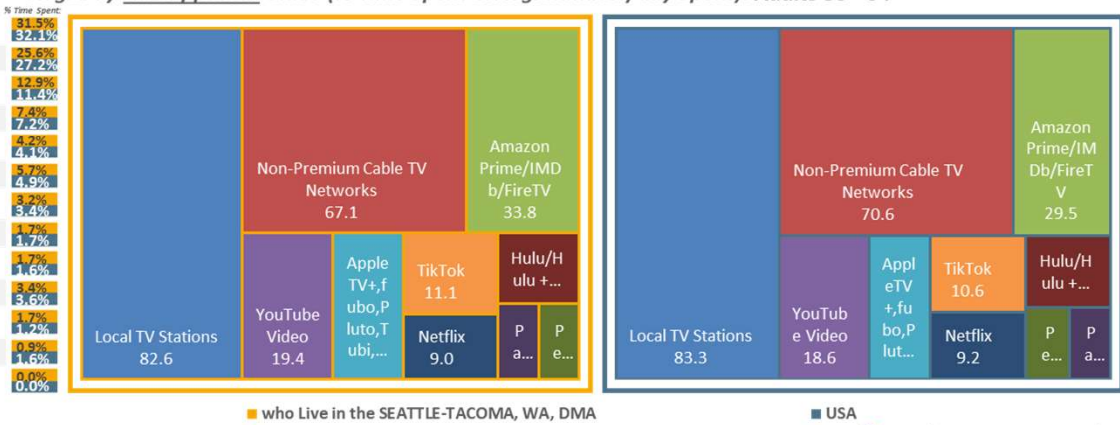 % Time Spent:
31.5%
32.1%
25.6%
27.2%
12.9%
11.4%
7.4%
7.2%
4.2%
4.1%
5.7%
4.9%
3.2%
3.4%
1.7%
1.7%
1.7%
1.6%
3.4%
3.6%
1.7%
1.2%
0.9%
1.6%
0.0%
0.0%
Local TV Stations
82.6
Non-Premium Cable TV
Networks
67.1
Amazon
Prime/IMD
b/FireTV
33.8
YouTube
Video
19.4
Apple
TV+,f
ubo,P
luto,T
ubi,...
TikTok
11.1
Netflix
9.0
Hulu/H
ulu +...
P
a...
P
e...
Local TV Stations
83.3
Non-Premium Cable TV
Networks
70.6
Amazon
Prime/IM
Db/FireT
V
29.5
YouTub
e Video
18.6
Appl
eTV
+,fu
bo,P
lut...
TikTok
10.6
Netflix
9.2
Hulu/H
ulu +...
P
e...
P
a...
who Live in the SEATTLE-TACOMA, WA, DMA
USA